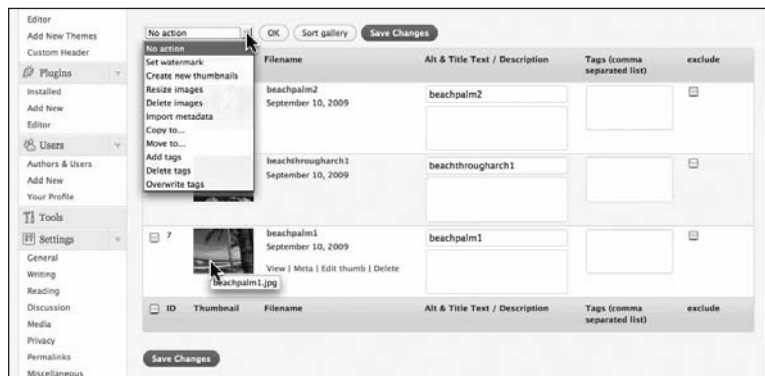 Editor
Add New Themes
Custom Header
Plugins
Installed
Add New
Editor
Users
Authors & Users
Add New
Your Profile
Tools
Settings
General
Writing
Reading
Discussion
Media
Privacy
Permalinks
Miscellaneous
No action
OK
Sort gallery
Save Changes
No action
Set watermark
Create new thumbnails
Resize images
Delete images
Import metadata
Copy to...
Move to...
Add tags
Delete tags
Overwrite tags
Filename
Alt & Title Text / Description
Tags (comma
separated list)
exclude
beachpalm2
September 10, 2009
beachpalm2
beachthrougharch1
September 10, 2009
beachthrougharch1
7
beachpalm1
September 10, 2009
View | Meta | Edit thumb | Delete
beachpalm1
beachpalm1.jpg
ID
Thumbnail
Filename
Alt & Title Text / Description
Tags (comma
separated list)
exclude
Save Changes